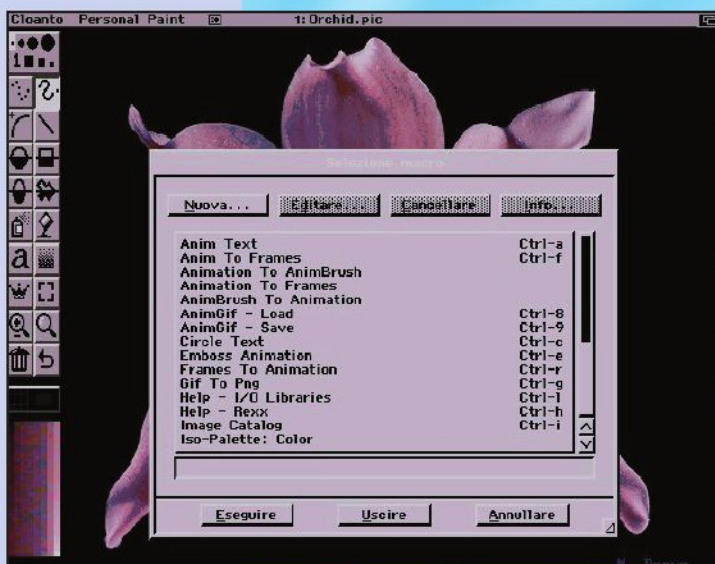 Cloanto Personal Paint 1: Orchid.pic
Selezione macro
Nuova... Editare... Cancellare Info...
Anim Text Ctrl-a
Anim To Frames Ctrl-f
Animation To AnimBrush
Animation To Frames
AnimBrush To Animation
AnimGif - Load Ctrl-8
AnimGif - Save Ctrl-9
Circle Text Ctrl-c
Emboss Animation Ctrl-e
Frames To Animation Ctrl-r
Gif To Png Ctrl-g
Help - I/O Libraries Ctrl-l
Help - Rexx Ctrl-h
Image Catalog Ctrl-i
Iso-Palette: Color
Eseguire Uscire Annullare